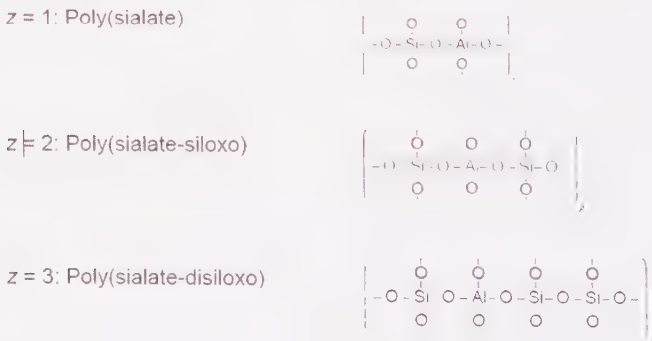 z = 1: Poly(sialate)
O O
-O-Si-O-Al-O-
O O
z = 2: Poly(sialate-siloxo)
O O O
-O-Si-O-Al-O-Si-O
O O O
z = 3: Poly(sialate-disiloxo)
O O O O
-O-Si O-Al-O-Si-O-Si-O-
O O O O